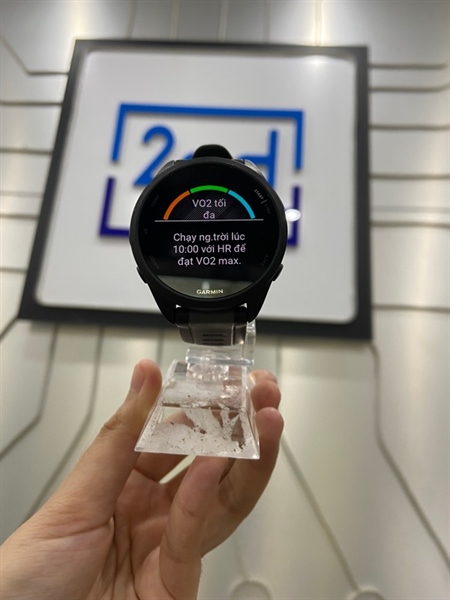 VO2 tối
đa
Chạy ng.trời lúc
10:00 với HR để
đạt VO2 max.
GARMIN